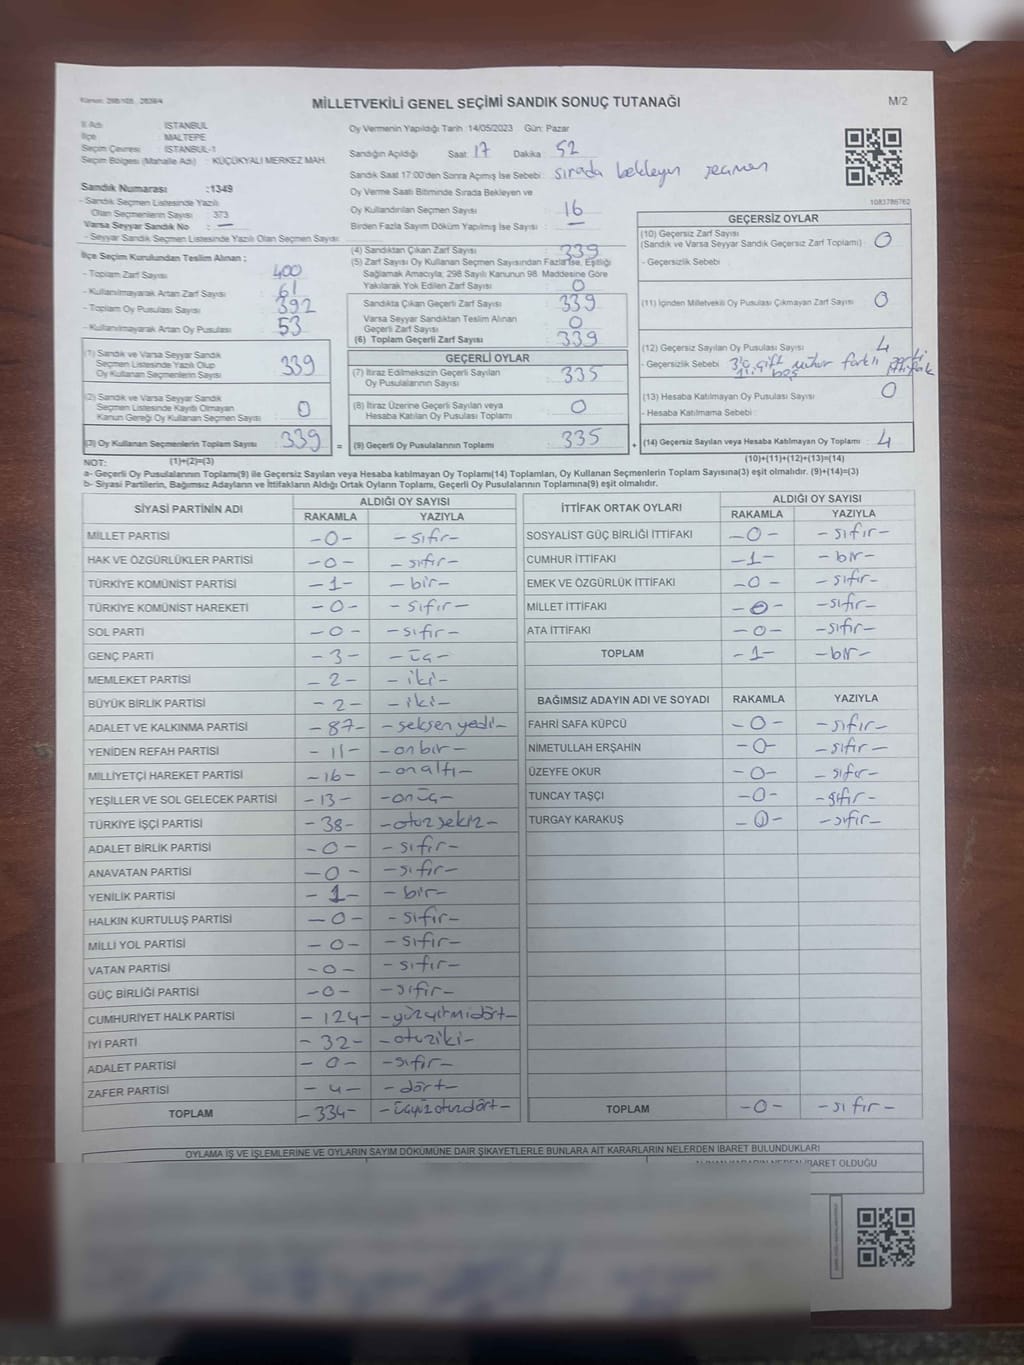 Kanun: 298/105, 2839/4
MİLLETVEKİLİ GENEL SEÇİMİ SANDIK SONUÇ TUTANAĞI
M/2
İl Adı : İSTANBUL
İlçe : MALTEPE
Seçim Çevresi : İSTANBUL-1
Seçim Bölgesi (Mahalle Adı) : KÜÇÜKYALI MERKEZ MAH.
Sandık Numarası :1349
- Sandık Seçmen Listesinde Yazılı
Olan Seçmenlerin Sayısı : 373
Varsa Seyyar Sandık No : —
- Seyyar Sandık Seçmen Listesinde Yazılı Olan Seçmen Sayısı:
İlçe Seçim Kurulundan Teslim Alınan :
- Toplam Zarf Sayısı : 400
- Kullanılmayarak Artan Zarf Sayısı : 61
- Toplam Oy Pusulası Sayısı : 392
- Kullanılmayarak Artan Oy Pusulası : 53
(1) Sandık ve Varsa Seyyar Sandık
Seçmen Listesinde Yazılı Olup
Oy Kullanan Seçmenlerin Sayısı : 339
(2) Sandık ve Varsa Seyyar Sandık
Seçmen Listesinde Kayıtlı Olmayan
Kanun Gereği Oy Kullanan Seçmen Sayısı : 0
(3) Oy Kullanan Seçmenlerin Toplam Sayısı : 339 =
Oy Vermenin Yapıldığı Tarih :14/05/2023 Gün: Pazar
Sandığın Açıldığı Saat 17 Dakika 52
Sandık Saat 17:00'den Sonra Açımış İse Sebebi : sırada bekleyen seçmen
Oy Verme Saati Bitiminde Sırada Bekleyen ve
Oy Kullandırılan Seçmen Sayısı : 16
Birden Fazla Sayım Döküm Yapılmış İse Sayısı : —
(4) Sandıktan Çıkan Zarf Sayısı : 339
(5) Zarf Sayısı Oy Kullanan Seçmen Sayısından Fazla İse, Eşitliği
Sağlamak Amacıyla, 298 Sayılı Kanunun 98. Maddesine Göre
Yakılarak Yok Edilen Zarf Sayısı : 0
Sandıkta Çıkan Geçerli Zarf Sayısı : 339
Varsa Seyyar Sandıktan Teslim Alınan
Geçerli Zarf Sayısı : 0
(6) Toplam Geçerli Zarf Sayısı : 339
GEÇERLİ OYLAR
(7) İtiraz Edilmeksizin Geçerli Sayılan
Oy Pusulalarının Sayısı : 335
(8) İtiraz Üzerine Geçerli Sayılan veya
Hesaba Katılan Oy Pusulası Toplamı : 0
(9) Geçerli Oy Pusulalarının Toplamı : 335 +
1083786762
GEÇERSİZ OYLAR
(10) Geçersiz Zarf Sayısı
(Sandık ve Varsa Seyyar Sandık Geçersiz Zarf Toplamı) : 0
- Geçersizlik Sebebi :
(11) İçinden Milletvekili Oy Pusulası Çıkmayan Zarf Sayısı : 0
(12) Geçersiz Sayılan Oy Pusulası Sayısı : 4
- Geçersizlik Sebebi : 3'ü çift mühür farklı
(13) Hesaba Katılmayan Oy Pusulası Sayısı : 0
- Hesaba Katılmama Sebebi :
(14) Geçersiz Sayılan veya Hesaba Katılmayan Oy Toplamı : 4
NOT: (1)+(2)=(3)
(10)+(11)+(12)+(13)=(14)
a- Geçerli Oy Pusulalarının Toplamı(9) ile Geçersiz Sayılan veya Hesaba katılmayan Oy Toplamı(14) Toplamları, Oy Kullanan Seçmenlerin Toplam Sayısına(3) eşit olmalıdır. (9)+(14)=(3)
b- Siyasi Partilerin, Bağımsız Adayların ve İttifakların Aldığı Ortak Oyların Toplamı, Geçerli Oy Pusulalarının Toplamına(9) eşit olmalıdır.
SİYASİ PARTİNİN ADI
ALDIĞI OY SAYISI
RAKAMLA YAZIYLA
MİLLET PARTİSİ -0- -sıfır-
HAK VE ÖZGÜRLÜKLER PARTİSİ -0- -sıfır-
TÜRKİYE KOMÜNİST PARTİSİ -1- -bir-
TÜRKİYE KOMÜNİST HAREKETİ -0- -sıfır-
SOL PARTİ -0- -sıfır-
GENÇ PARTİ -3- -üç-
MEMLEKET PARTİSİ -2- -iki-
BÜYÜK BİRLİK PARTİSİ -2- -iki-
ADALET VE KALKINMA PARTİSİ -87- -seksen yedi-
YENİDEN REFAH PARTİSİ -11- -onbir-
MİLLİYETÇİ HAREKET PARTİSİ -16- -onaltı-
YEŞİLLER VE SOL GELECEK PARTİSİ -13- -onüç-
TÜRKİYE İŞÇİ PARTİSİ -38- -otuzsekiz-
ADALET BİRLİK PARTİSİ -0- -sıfır-
ANAVATAN PARTİSİ -0- -sıfır-
YENİLİK PARTİSİ -1- -bir-
HALKIN KURTULUŞ PARTİSİ -0- -sıfır-
MİLLİ YOL PARTİSİ -0- -sıfır-
VATAN PARTİSİ -0- -sıfır-
GÜÇ BİRLİĞİ PARTİSİ -0- -sıfır-
CUMHURİYET HALK PARTİSİ -124- -yüzyirmidört-
İYİ PARTİ -32- -otuziki-
ADALET PARTİSİ -0- -sıfır-
ZAFER PARTİSİ -4- -dört-
TOPLAM -334- -üçyüzotuzdört-
İTTİFAK ORTAK OYLARI
ALDIĞI OY SAYISI
RAKAMLA YAZIYLA
SOSYALİST GÜÇ BİRLİĞİ İTTİFAKI -0- -sıfır-
CUMHUR İTTİFAKI -1- -bir-
EMEK VE ÖZGÜRLÜK İTTİFAKI -0- -sıfır-
MİLLET İTTİFAKI -0- -sıfır-
ATA İTTİFAKI -0- -sıfır-
TOPLAM -1- -bir-
BAĞIMSIZ ADAYIN ADI VE SOYADI RAKAMLA YAZIYLA
FAHRİ SAFA KÜPCÜ -0- -sıfır-
NİMETULLAH ERŞAHİN -0- -sıfır-
ÜZEYFE OKUR -0- -sıfır-
TUNCAY TAŞÇI -0- -sıfır-
TURGAY KARAKUŞ -0- -sıfır-
TOPLAM -0- -sıfır-
OYLAMA İŞ VE İŞLEMLERİNE VE OYLARIN SAYIM DÖKÜMÜNE DAİR ŞİKAYETLERLE BUNLARA AİT KARARLARIN NELERDEN İBARET BULUNDUKLARI
İBARET OLDUĞU